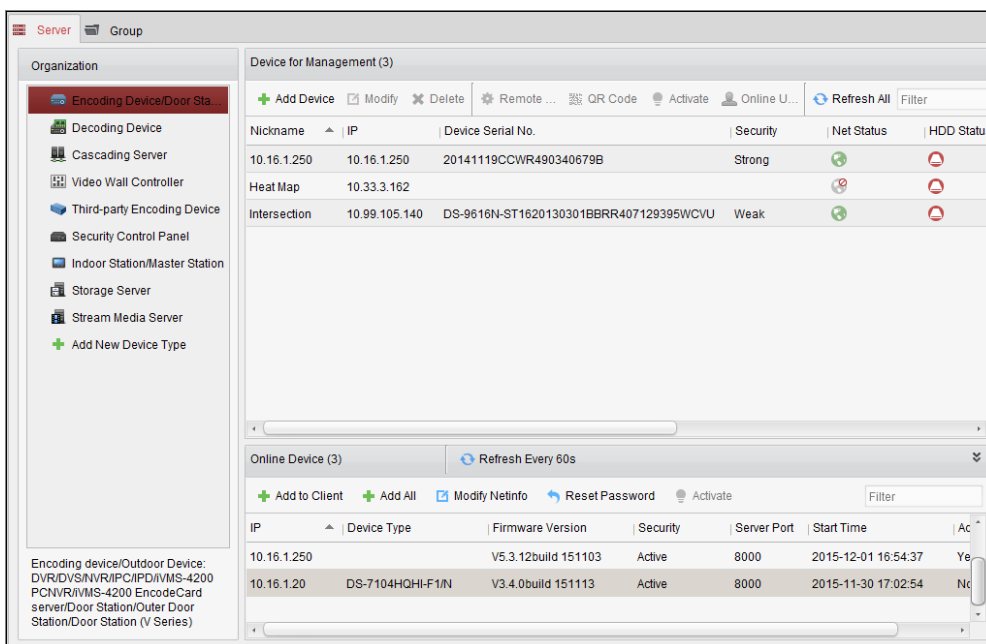 Server Group
Organization
Encoding Device/Door Sta...
Decoding Device
Cascading Server
Video Wall Controller
Third-party Encoding Device
Security Control Panel
Indoor Station/Master Station
Storage Server
Stream Media Server
Add New Device Type
Encoding device/Outdoor Device:
DVR/DVS/NVR/IPC/IPD/iVMS-4200
PCNVR/iVMS-4200 EncodeCard
server/Door Station/Outer Door
Station/Door Station (V Series)
Device for Management (3)
Add Device Modify Delete Remote ... QR Code Activate Online U... Refresh All Filter
Nickname IP Device Serial No. Security Net Status HDD Statu
10.16.1.250 10.16.1.250 20141119CCWR490340679B Strong
Heat Map 10.33.3.162
Intersection 10.99.105.140 DS-9616N-ST1620130301BBRR407129395WCVU Weak
Online Device (3) Refresh Every 60s
Add to Client Add All Modify Netinfo Reset Password Activate Filter
IP Device Type Firmware Version Security Server Port Start Time Ad
10.16.1.250 V5.3.12build 151103 Active 8000 2015-12-01 16:54:37 Ye
10.16.1.20 DS-7104HQHI-F1/N V3.4.0build 151113 Active 8000 2015-11-30 17:02:54 No